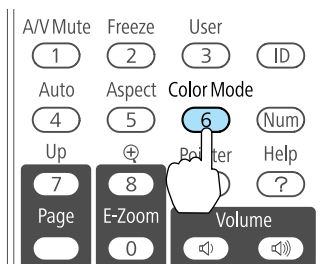 A/V Mute Freeze User
1 2 3 ID
Auto Aspect Color Mode
4 5 6 Num
Up Help
7 8 ?
Page E-Zoom Volume
0